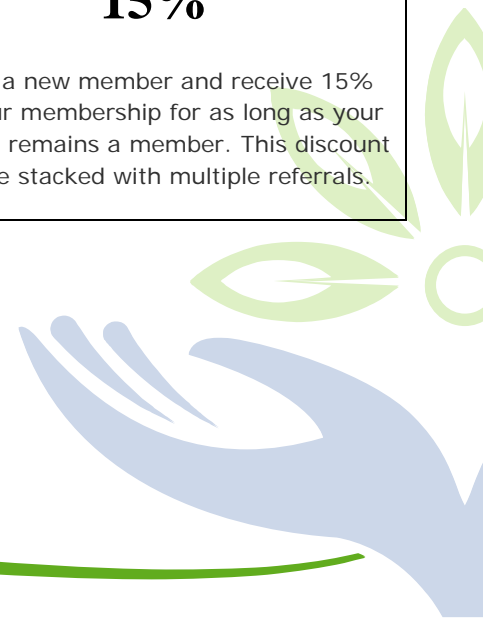 15%
a new member and receive 15%
membership for as long as your
remains a member. This discount
stacked with multiple referrals.